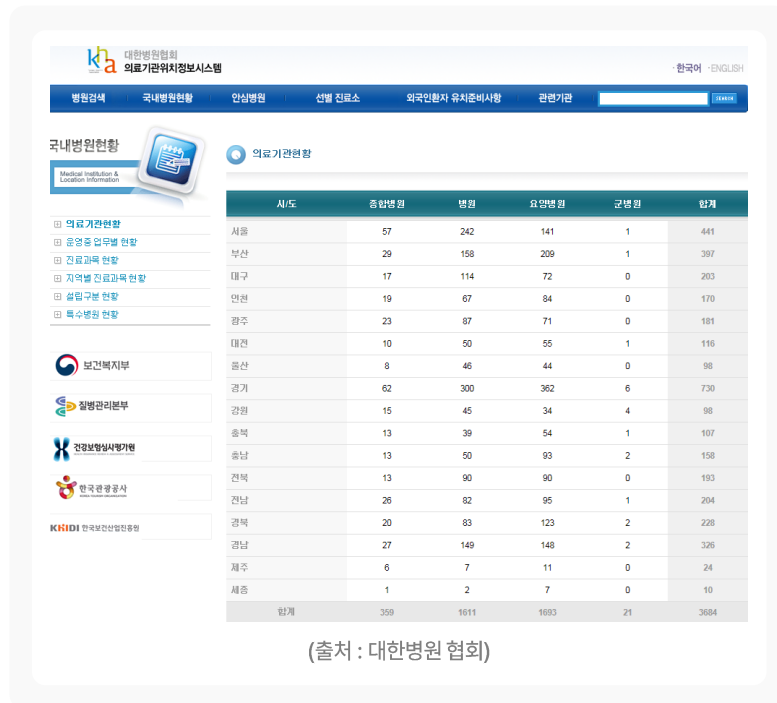 kha 대한병원협회
의료기관위치정보시스템
·한국어 ·ENGLISH
병원검색 국내병원현황 안심병원 선별 진료소 외국인환자 유치준비사항 관련기관 SEARCH
국내병원현황
Medical Institution &
Location Information
의료기관현황
운영중 업무별 현황
진료과목 현황
지역별 진료과목 현황
설립구분 현황
특수병원 현황
보건복지부
질병관리본부
건강보험심사평가원
한국관광공사
KOREA TOURISM ORGANIZATION
KHIDI 한국보건산업진흥원
의료기관현황
시/도 종합병원 병원 요양병원 군병원 합계
서울 57 242 141 1 441
부산 29 158 209 1 397
대구 17 114 72 0 203
인천 19 67 84 0 170
광주 23 87 71 0 181
대전 10 50 55 1 116
울산 8 46 44 0 98
경기 62 300 362 6 730
강원 15 45 34 4 98
충북 13 39 54 1 107
충남 13 50 93 2 158
전북 13 90 90 0 193
전남 26 82 95 1 204
경북 20 83 123 2 228
경남 27 149 148 2 326
제주 6 7 11 0 24
세종 1 2 7 0 10
합계 359 1611 1693 21 3684
(출처 : 대한병원 협회)